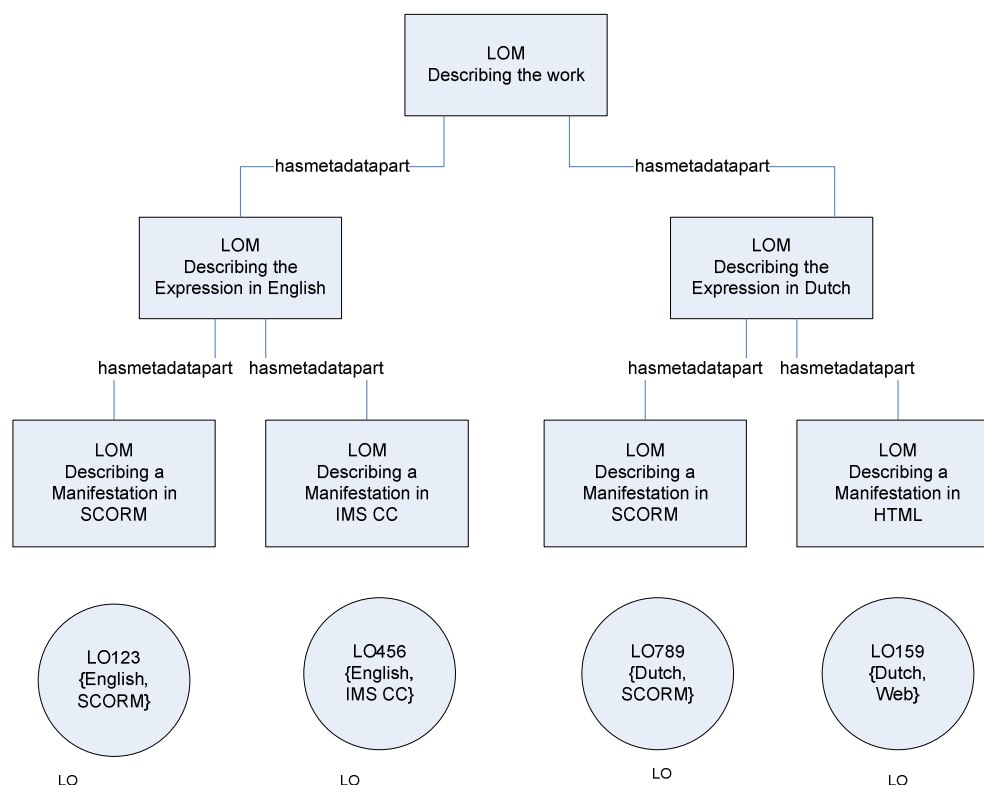 LOM
Describing the work
hasmetadatapart
hasmetadatapart
LOM
Describing the
Expression in English
LOM
Describing the
Expression in Dutch
hasmetadatapart
hasmetadatapart
hasmetadatapart
hasmetadatapart
LOM
Describing a
Manifestation in
SCORM
LOM
Describing a
Manifestation in
IMS CC
LOM
Describing a
Manifestation in
SCORM
LOM
Describing a
Manifestation in
HTML
LO123
{English,
SCORM}
LO456
{English,
IMS CC}
LO789
{Dutch,
SCORM}
LO159
{Dutch,
Web}
LO
LO
LO
LO